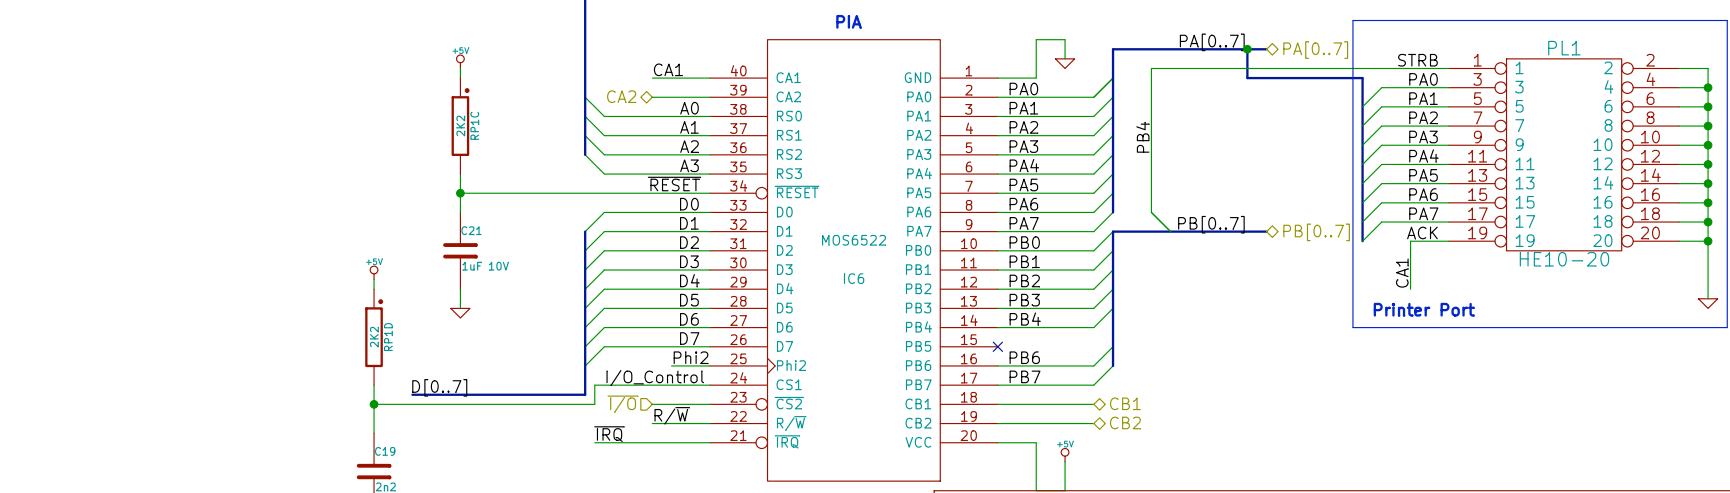 PIA
+5V
2K2
RP1C
C21
1uF 10V
+5V
2K2
RP1D
C19
2n2
D[0..7]
CA1 40 CA1
CA2 39 CA2
A0 38 RS0
A1 37 RS1
A2 36 RS2
A3 35 RS3
RESET 34 RESET
D0 33 D0
D1 32 D1
D2 31 D2
D3 30 D3
D4 29 D4
D5 28 D5
D6 27 D6
D7 26 D7
Phi2 25 Phi2
I/O_Control 24 CS1
I/O 23 CS2
R/W 22 R/W
IRQ 21 IRQ
MOS6522
IC6
GND 1
PA0 2 PA0
PA1 3 PA1
PA2 4 PA2
PA3 5 PA3
PA4 6 PA4
PA5 7 PA5
PA6 8 PA6
PA7 9 PA7
PB0 10 PB0
PB1 11 PB1
PB2 12 PB2
PB3 13 PB3
PB4 14 PB4
PB5 15
PB6 16 PB6
PB7 17 PB7
CB1 18 CB1
CB2 19 CB2
VCC 20
+5V
PA[0..7] PA[0..7]
PB4
PB[0..7] PB[0..7]
PL1
STRB 1 1 2 2
PA0 3 3 4 4
PA1 5 5 6 6
PA2 7 7 8 8
PA3 9 9 10 10
PA4 11 11 12 12
PA5 13 13 14 14
PA6 15 15 16 16
PA7 17 17 18 18
ACK 19 19 20 20
HE10-20
CA1
Printer Port